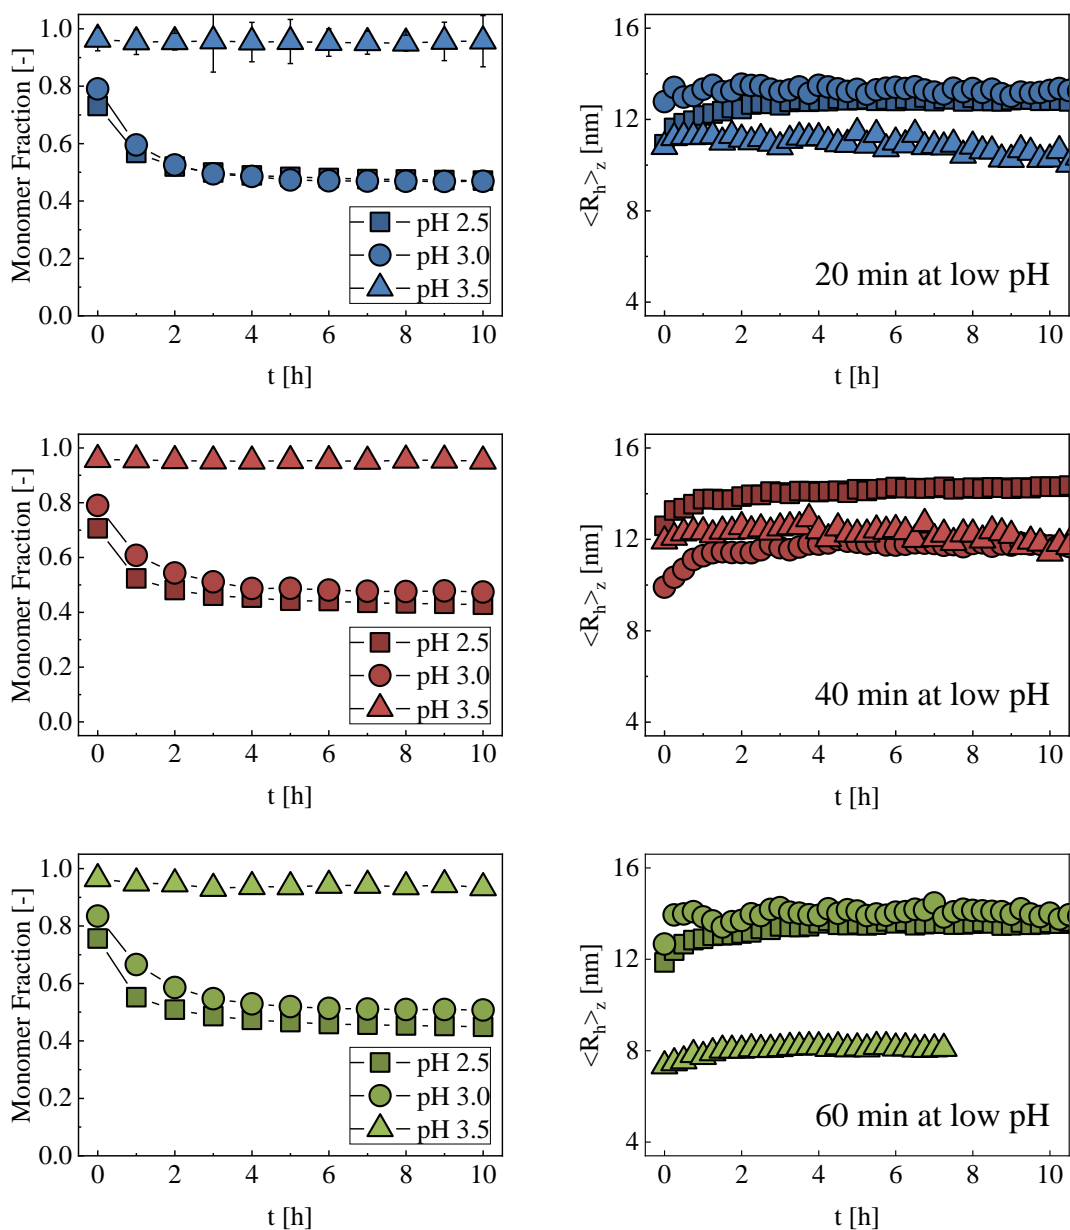 1.0
0.8
0.6
0.4
0.2
0.0
Monomer Fraction [-]
pH 2.5
pH 3.0
pH 3.5
0 2 4 6 8 10
t [h]
16
12
8
4
<R_h>_z [nm]
20 min at low pH
0 2 4 6 8 10
t [h]
1.0
0.8
0.6
0.4
0.2
0.0
Monomer Fraction [-]
pH 2.5
pH 3.0
pH 3.5
0 2 4 6 8 10
t [h]
16
12
8
4
<R_h>_z [nm]
40 min at low pH
0 2 4 6 8 10
t [h]
1.0
0.8
0.6
0.4
0.2
0.0
Monomer Fraction [-]
pH 2.5
pH 3.0
pH 3.5
0 2 4 6 8 10
t [h]
16
12
8
4
<R_h>_z [nm]
60 min at low pH
0 2 4 6 8 10
t [h]